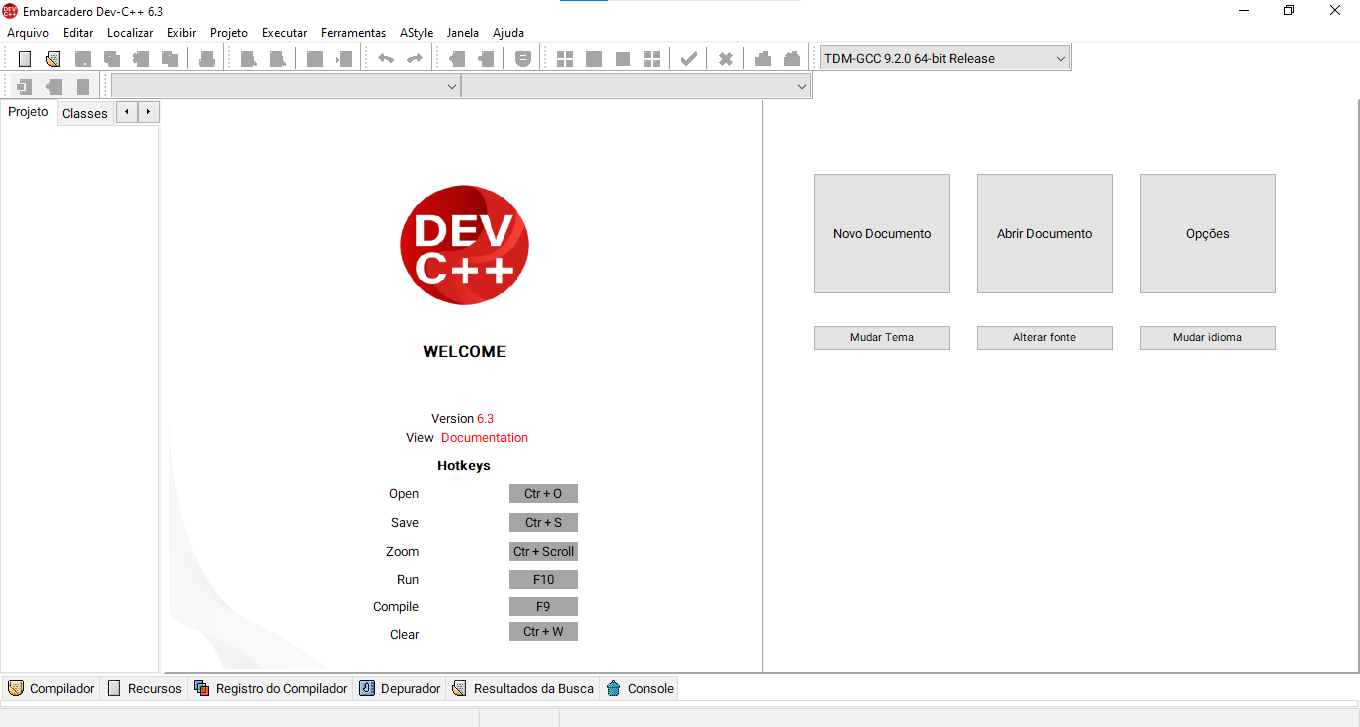 Embarcadero Dev-C++ 6.3
Arquivo Editar Localizar Exibir Projeto Executar Ferramentas AStyle Janela Ajuda
TDM-GCC 9.2.0 64-bit Release
Projeto Classes
DEV
C++
WELCOME
Version 6.3
View Documentation
Hotkeys
Open Ctr + O
Save Ctr + S
Zoom Ctr + Scroll
Run F10
Compile F9
Clear Ctr + W
Novo Documento Abrir Documento Opções
Mudar Tema Alterar fonte Mudar idioma
Compilador Recursos Registro do Compilador Depurador Resultados da Busca Console